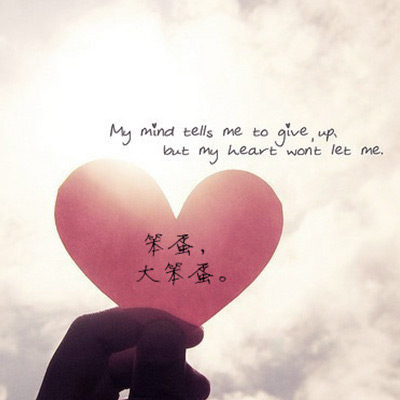 My mind tells me to give up,
but my heart won't let me.
笨蛋，
大笨蛋。